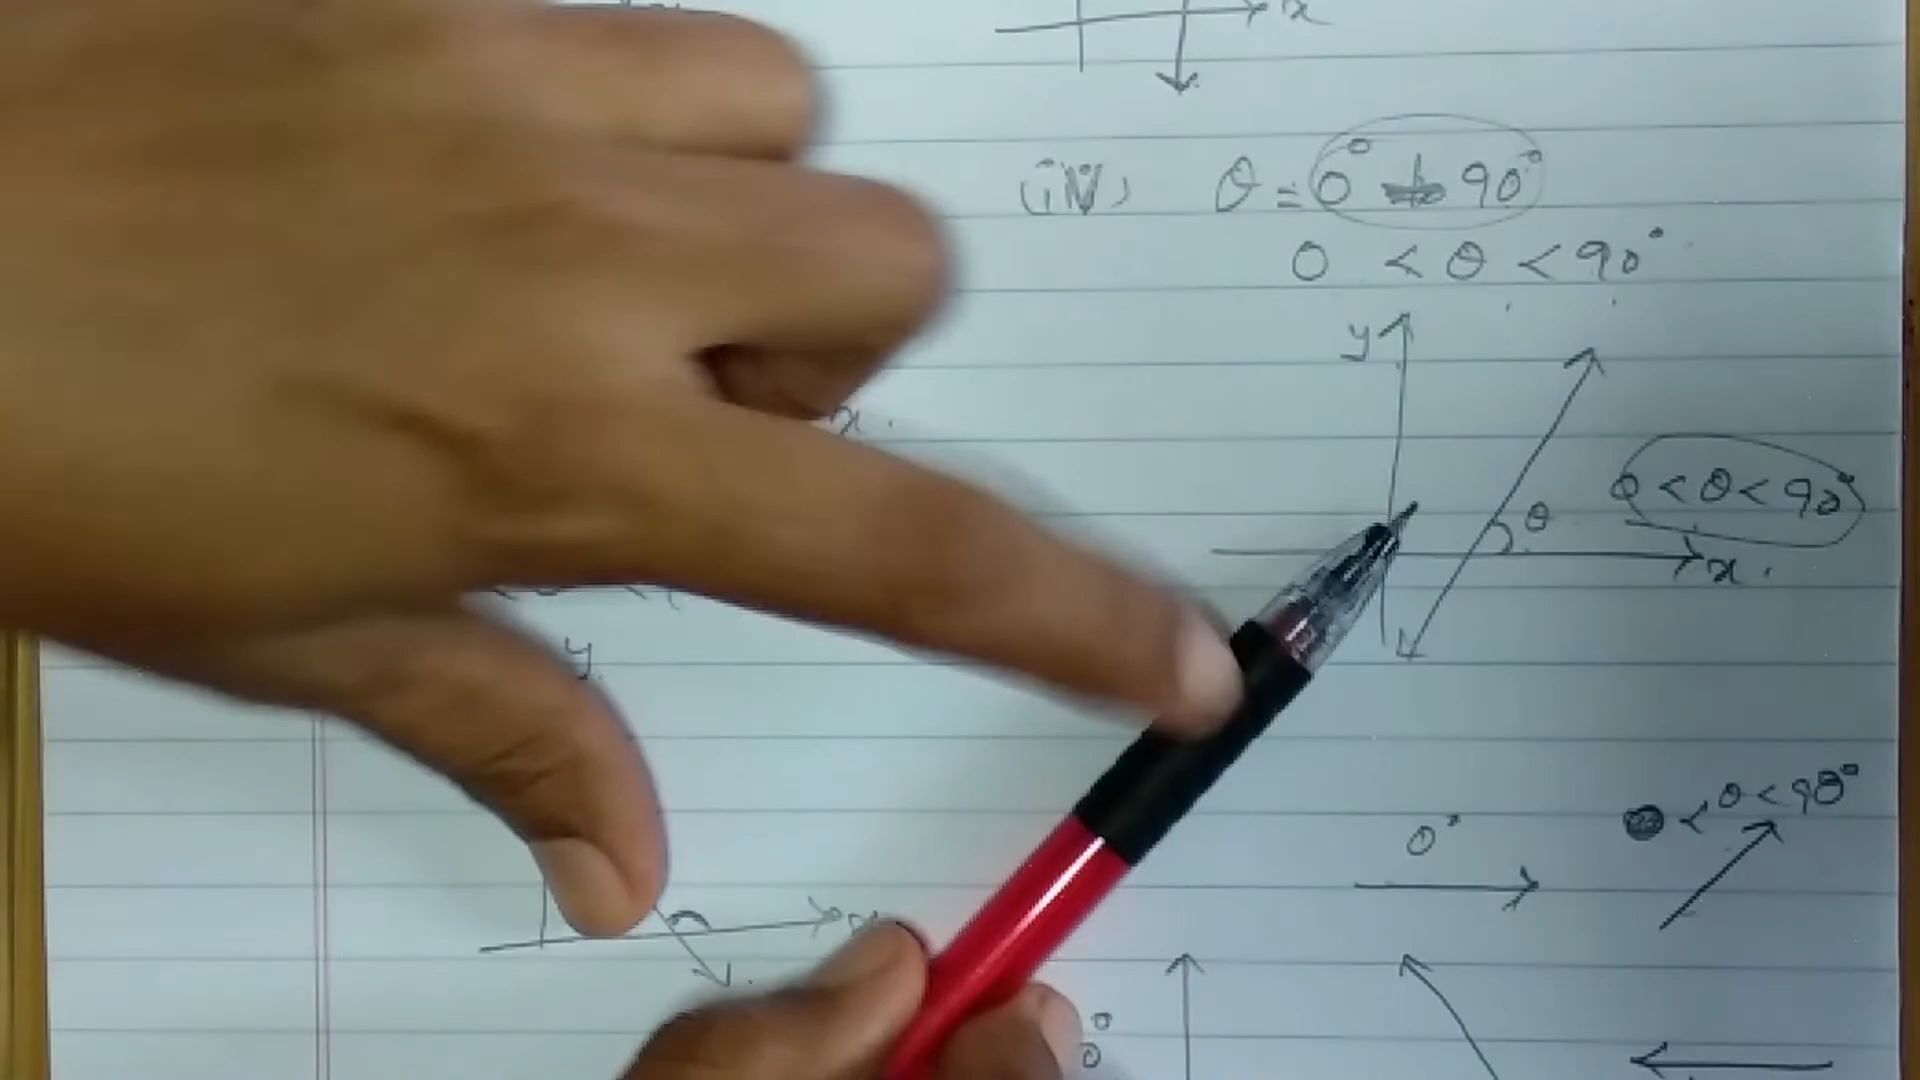 x
(iv) θ = 0° to 90°
0 < θ < 90°
y
x.
θ
0 < θ < 90°
x.
y
0°
< θ < 90°
x